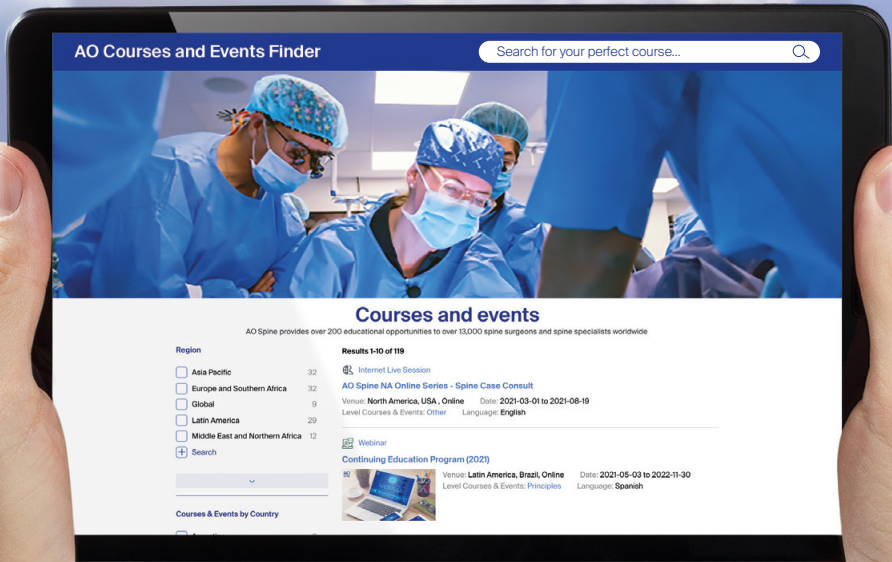 AO Courses and Events Finder
Search for your perfect course...
Courses and events
AO Spine provides over 200 educational opportunities to over 13,000 spine surgeons and spine specialists worldwide
Region
Asia Pacific 32
Europe and Southern Africa 32
Global 9
Latin America 29
Middle East and Northern Africa 12
Search
Courses & Events by Country
Results 1-10 of 119
Internet Live Session
AO Spine NA Online Series - Spine Case Consult
Venue: North America, USA , Online Date: 2021-03-01 to 2021-08-19
Level Courses & Events: Other Language: English
Webinar
Continuing Education Program (2021)
Venue: Latin America, Brazil, Online Date: 2021-05-03 to 2022-11-30
Level Courses & Events: Principles Language: Spanish